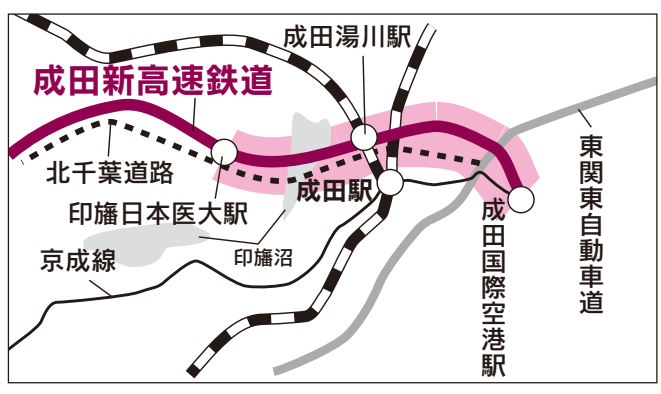 成田湯川駅
成田新高速鉄道
北千葉道路
成田駅
印旛日本医大駅
京成線
印旛沼
成田国際空港駅
東関東自動車道